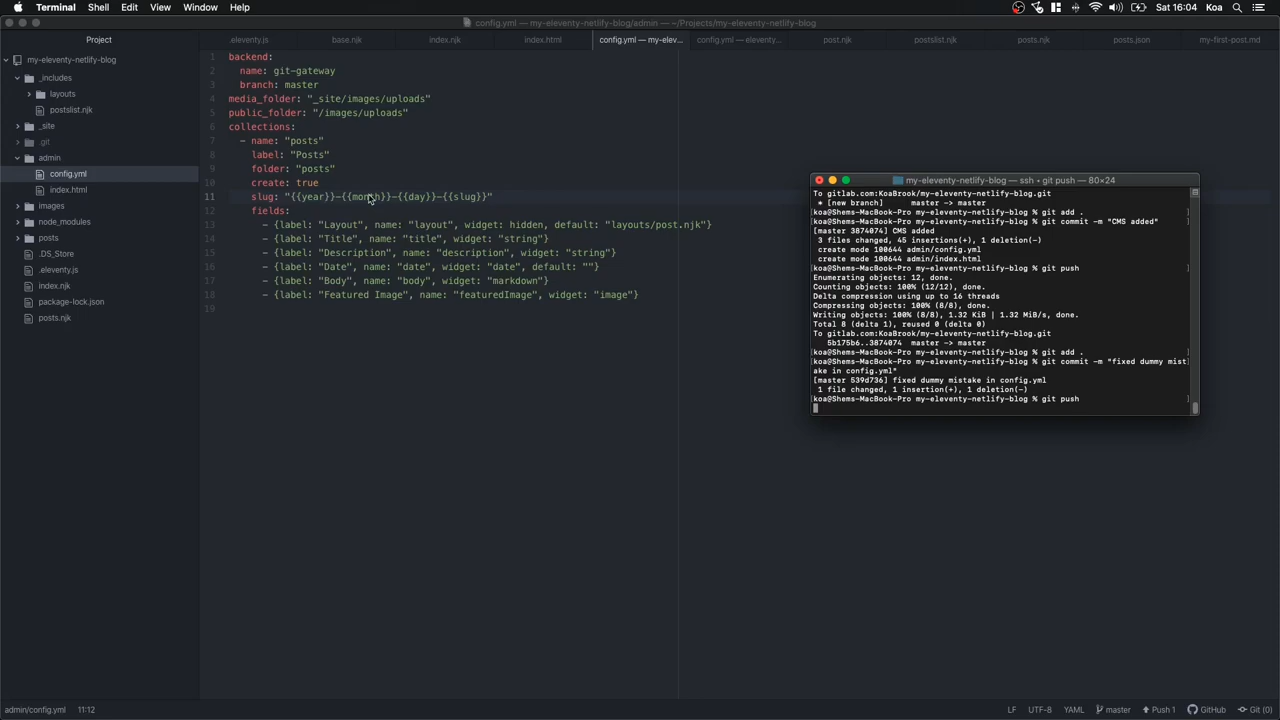 Terminal Shell Edit View Window Help
Sat 16:04 Koa
config.yml — my-eleventy-netlify-blog/admin — ~/Projects/my-eleventy-netlify-blog
Project
.eleventy.js
base.njk
index.njk
index.html
config.yml — my-elev...
config.yml — eleventy...
post.njk
postslist.njk
posts.njk
posts.json
my-first-post.md
my-eleventy-netlify-blog
_includes
layouts
postslist.njk
_site
.git
admin
config.yml
index.html
images
node_modules
posts
.DS_Store
.eleventy.js
index.njk
package-lock.json
posts.njk
1 backend:
2 name: git-gateway
3 branch: master
4 media_folder: "_site/images/uploads"
5 public_folder: "/images/uploads"
6 collections:
7 - name: "posts"
8 label: "Posts"
9 folder: "posts"
10 create: true
11 slug: "{{year}}-{{month}}-{{day}}-{{slug}}"
12 fields:
13 - {label: "Layout", name: "layout", widget: hidden, default: "layouts/post.njk"}
14 - {label: "Title", name: "title", widget: "string"}
15 - {label: "Description", name: "description", widget: "string"}
16 - {label: "Date", name: "date", widget: "date", default: ""}
17 - {label: "Body", name: "body", widget: "markdown"}
18 - {label: "Featured Image", name: "featuredImage", widget: "image"}
19
my-eleventy-netlify-blog — ssh • git push — 80×24
To gitlab.com:KoaBrook/my-eleventy-netlify-blog.git
* [new branch] master -> master
[koa@Shems-MacBook-Pro my-eleventy-netlify-blog % git add . ]
[koa@Shems-MacBook-Pro my-eleventy-netlify-blog % git commit -m "CMS added" ]
[master 3874074] CMS added
3 files changed, 45 insertions(+), 1 deletion(-)
create mode 100644 admin/config.yml
create mode 100644 admin/index.html
[koa@Shems-MacBook-Pro my-eleventy-netlify-blog % git push ]
Enumerating objects: 12, done.
Counting objects: 100% (12/12), done.
Delta compression using up to 16 threads
Compressing objects: 100% (8/8), done.
Writing objects: 100% (8/8), 1.32 KiB | 1.32 MiB/s, done.
Total 8 (delta 1), reused 0 (delta 0)
To gitlab.com:KoaBrook/my-eleventy-netlify-blog.git
5b175b6..3874074 master -> master
[koa@Shems-MacBook-Pro my-eleventy-netlify-blog % git add . ]
[koa@Shems-MacBook-Pro my-eleventy-netlify-blog % git commit -m "fixed dummy mist]
ake in config.yml"
[master 539d736] fixed dummy mistake in config.yml
1 file changed, 1 insertion(+), 1 deletion(-)
[koa@Shems-MacBook-Pro my-eleventy-netlify-blog % git push ]
admin/config.yml 11:12
LF UTF-8 YAML master Push 1 GitHub Git (0)